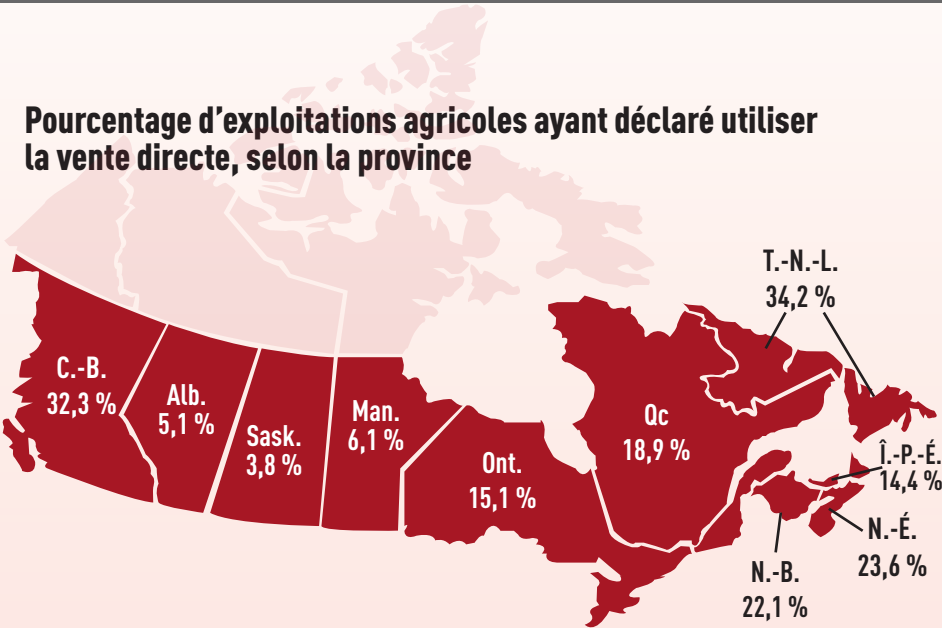 Pourcentage d’exploitations agricoles ayant déclaré utiliser
la vente directe, selon la province
T.-N.-L.
34,2 %
C.-B.
32,3 %
Alb.
5,1 %
Sask.
3,8 %
Man.
6,1 %
Ont.
15,1 %
Qc
18,9 %
Î.-P.-É.
14,4 %
N.-É.
23,6 %
N.-B.
22,1 %